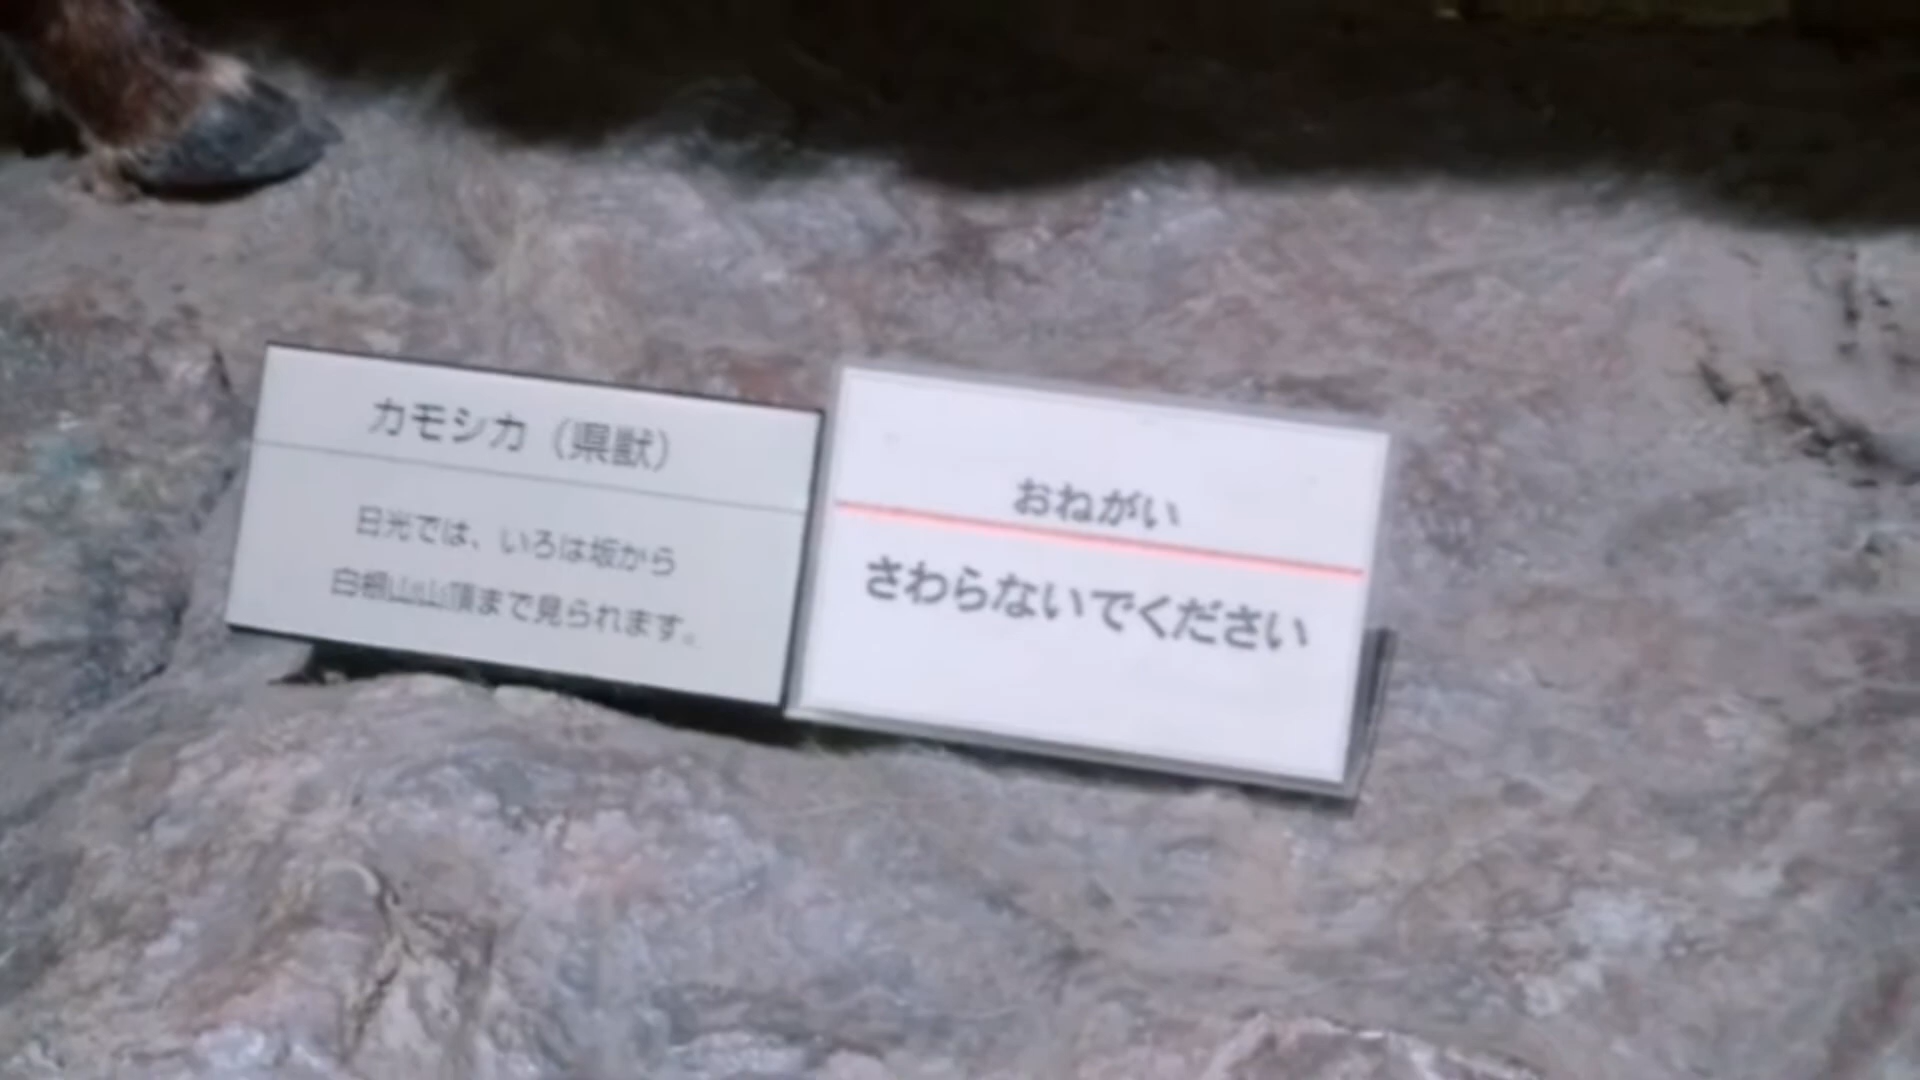 カモシカ（県獣）
日光では、いろは坂から
白根山山頂まで見られます。
おねがい
さわらないでください